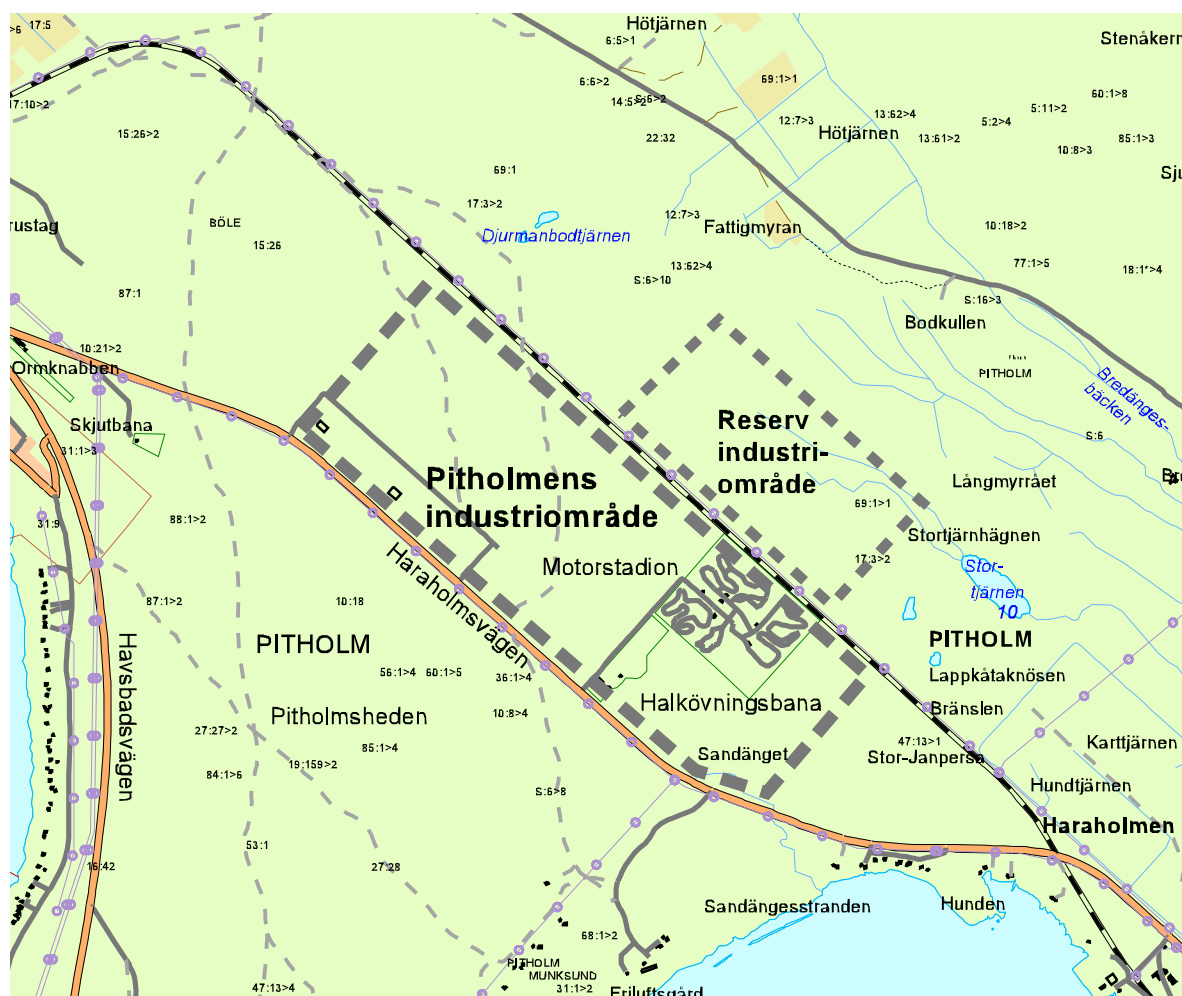 17:5
Hötjärnen
6:5>1
Stenåkern
69:1>1
6:6>2
60:1>8
17:10>2
14:5>2
S:6>2
5:11>2
12:7>3
13:62>4
5:2>4
15:26>2
22:32
Hötjärnen
13:61>2
85:1>3
10:8>3
69:1
Sju
17:3>2
rustag
BÖLE
12:7>3
Fattigmyran
10:18>2
Djurmanbodtjärnen
15:26
13:62>4
77:1>5
18:1*>4
S:6>10
87:1
S:16>3
Bodkullen
10:21>2
Ormknabben
PITHOLM
Bredänges-
bäcken
Skjutbana
Reserv
industri-
område
S:6
31:1>3
Pitholmens
industriområde
Långmyrrået
69:1>1
31:9
88:1>2
Stortjärnhägnen
17:3>2
Motorstadion
Stor-
tjärnen
10
Haraholmsvägen
87:1>2
10:18
PITHOLM
PITHOLM
56:1>4
60:1>5
36:1>4
Lappkåtaknösen
Havsbadsvägen
Halkövningsbana
Bränslen
Pitholmsheden
10:8>4
27:27>2
85:1>4
47:13>1
Karttjärnen
Sandänget
Stor-Janpersa
19:159>2
84:1>6
Hundtjärnen
S:6>8
Haraholmen
53:1
16:42
27:28
Sandängesstranden
Hunden
68:1>2
PITHOLM
MUNKSUND
47:13>4
31:1>2
Friluftsgård